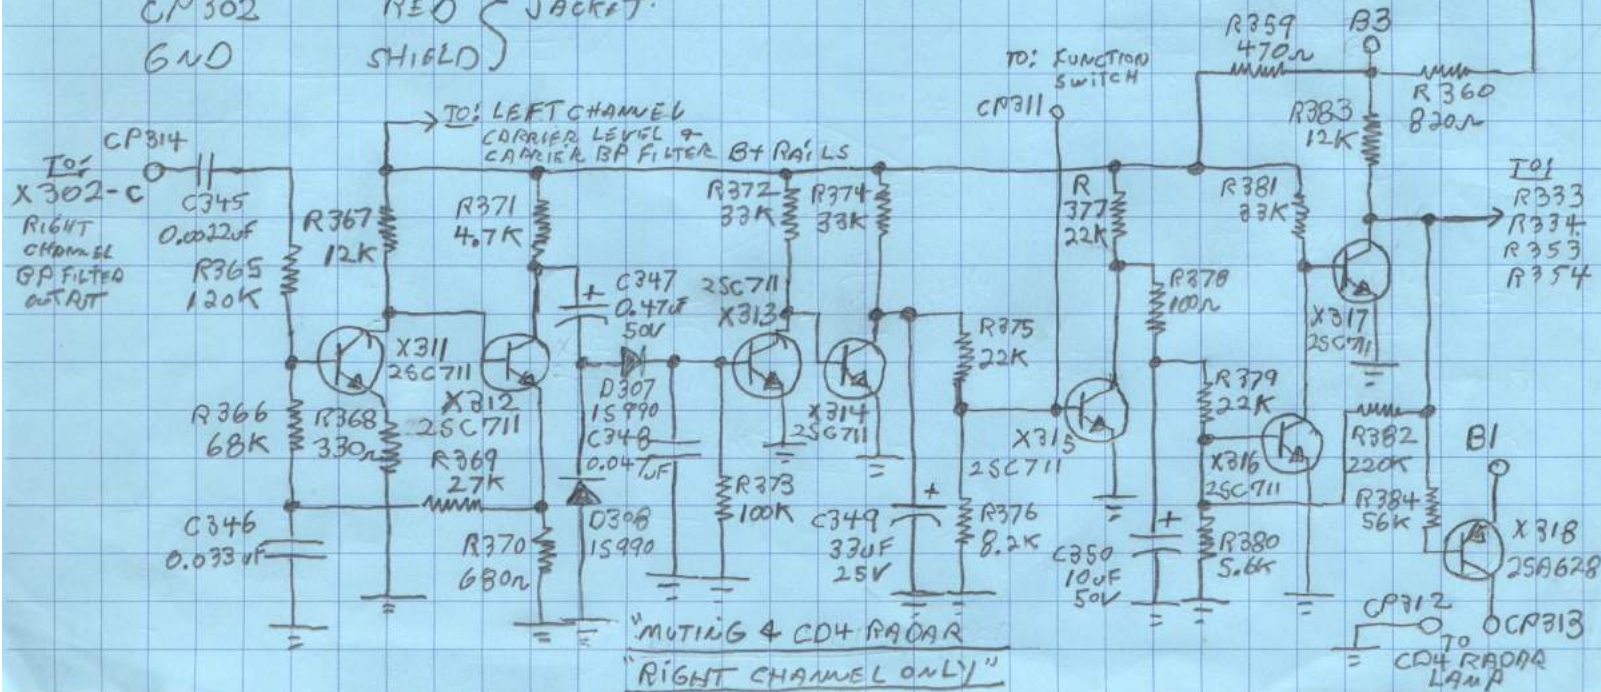 CP302 RED JACKET.
GND SHIELD
TO: LEFT CHANNEL
CARRIER LEVEL &
CARRIER BP FILTER B+ RAILS
CP314
TO:
X302-C
RIGHT
CHANNEL
BP FILTER
OUTPUT
C345
0.0022uF
R365
120K
R367
12K
R371
4.7K
C347
0.47uF
50V
R372
33K
R374
33K
2SC711
X313
TO: FUNCTION
SWITCH
CP311
R359
470Ω
B3
R360
820Ω
R383
12K
R
377
22K
R381
33K
TO:
R333
R334
R353
R354
R378
100Ω
X311
2SC711
X312
2SC711
R366
68K
R368
330Ω
R369
27K
C346
0.033uF
R370
680Ω
D307
1S990
C348
0.047uF
D308
1S990
R373
100K
X314
2SC711
C349
33uF
25V
R375
22K
R376
8.2K
X315
2SC711
C350
10uF
50V
R379
22K
X316
2SC711
R380
5.6K
X317
2SC711
R382
220K
R384
56K
B1
X318
2SA628
CP312
CP313
TO
CD4 RADAR
LAMP
"MUTING & CD4 RADAR
"RIGHT CHANNEL ONLY"